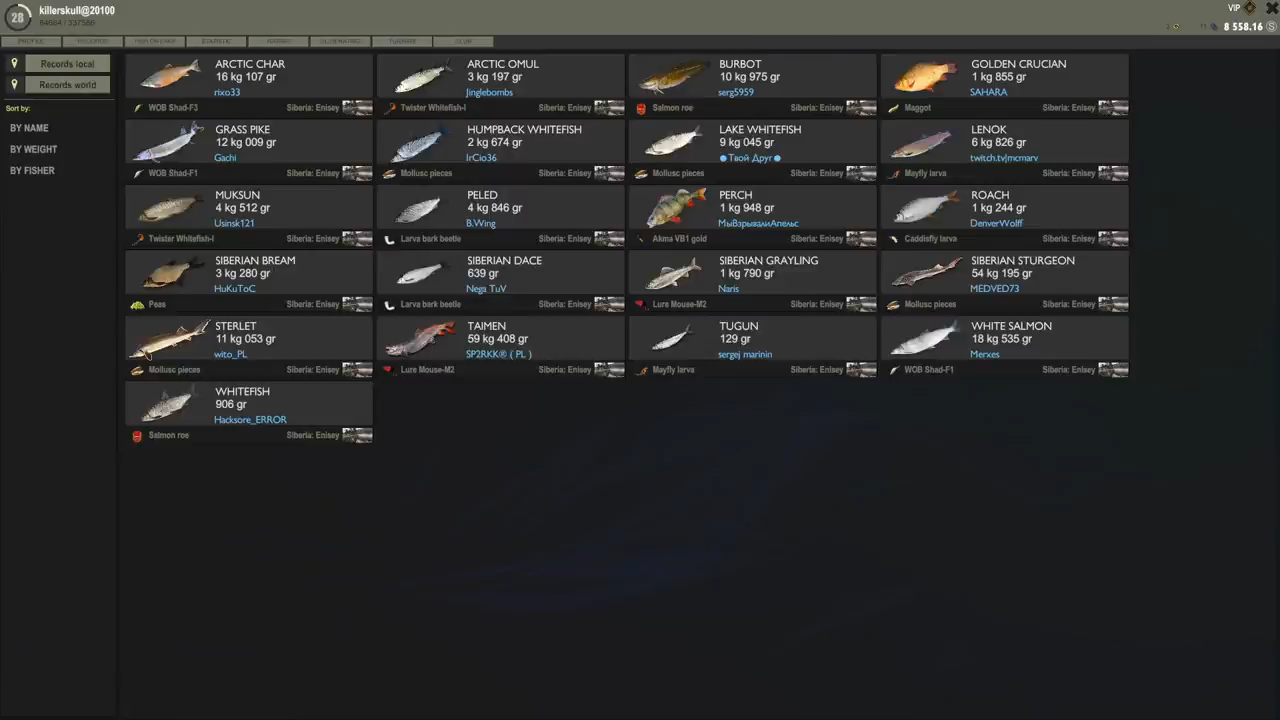 28
killerskull@20100
VIP
8 558.16
PROFILE
RECORDS
STATISTIC
Records local
Records world
Sort by:
BY NAME
BY WEIGHT
BY FISHER
ARCTIC CHAR
16 kg 107 gr
rixo33
WOB Shad-F3
Siberia: Enisey
ARCTIC OMUL
3 kg 197 gr
Jinglebombs
Twister Whitefish-I
Siberia: Enisey
BURBOT
10 kg 975 gr
serg5959
Salmon roe
Siberia: Enisey
GOLDEN CRUCIAN
1 kg 855 gr
SAHARA
Maggot
Siberia: Enisey
GRASS PIKE
12 kg 009 gr
Gachi
WOB Shad-F1
Siberia: Enisey
HUMPBACK WHITEFISH
2 kg 674 gr
IrCio36
Mollusc pieces
Siberia: Enisey
LAKE WHITEFISH
9 kg 045 gr
●Твой Друг●
Mollusc pieces
Siberia: Enisey
LENOK
6 kg 826 gr
twitch.tv|mcmarv
Mayfly larva
Siberia: Enisey
MUKSUN
4 kg 512 gr
Usinsk121
Twister Whitefish-I
Siberia: Enisey
PELED
4 kg 846 gr
B.Wing
Larva bark beetle
Siberia: Enisey
PERCH
1 kg 948 gr
МыВзрывалиАпельс
Akma VB1 gold
Siberia: Enisey
ROACH
1 kg 244 gr
DenverWolff
Caddisfly larva
Siberia: Enisey
SIBERIAN BREAM
3 kg 280 gr
HuKuToC
Peas
Siberia: Enisey
SIBERIAN DACE
639 gr
Nega TuV
Larva bark beetle
Siberia: Enisey
SIBERIAN GRAYLING
1 kg 790 gr
Naris
Lure Mouse-M2
Siberia: Enisey
SIBERIAN STURGEON
54 kg 195 gr
MEDVED73
Mollusc pieces
Siberia: Enisey
STERLET
11 kg 053 gr
wito_PL
Mollusc pieces
Siberia: Enisey
TAIMEN
59 kg 408 gr
SP2RKK® ( PL )
Lure Mouse-M2
Siberia: Enisey
TUGUN
129 gr
sergej marinin
Mayfly larva
Siberia: Enisey
WHITE SALMON
18 kg 535 gr
Merxes
WOB Shad-F1
Siberia: Enisey
WHITEFISH
906 gr
Hacksore_ERROR
Salmon roe
Siberia: Enisey